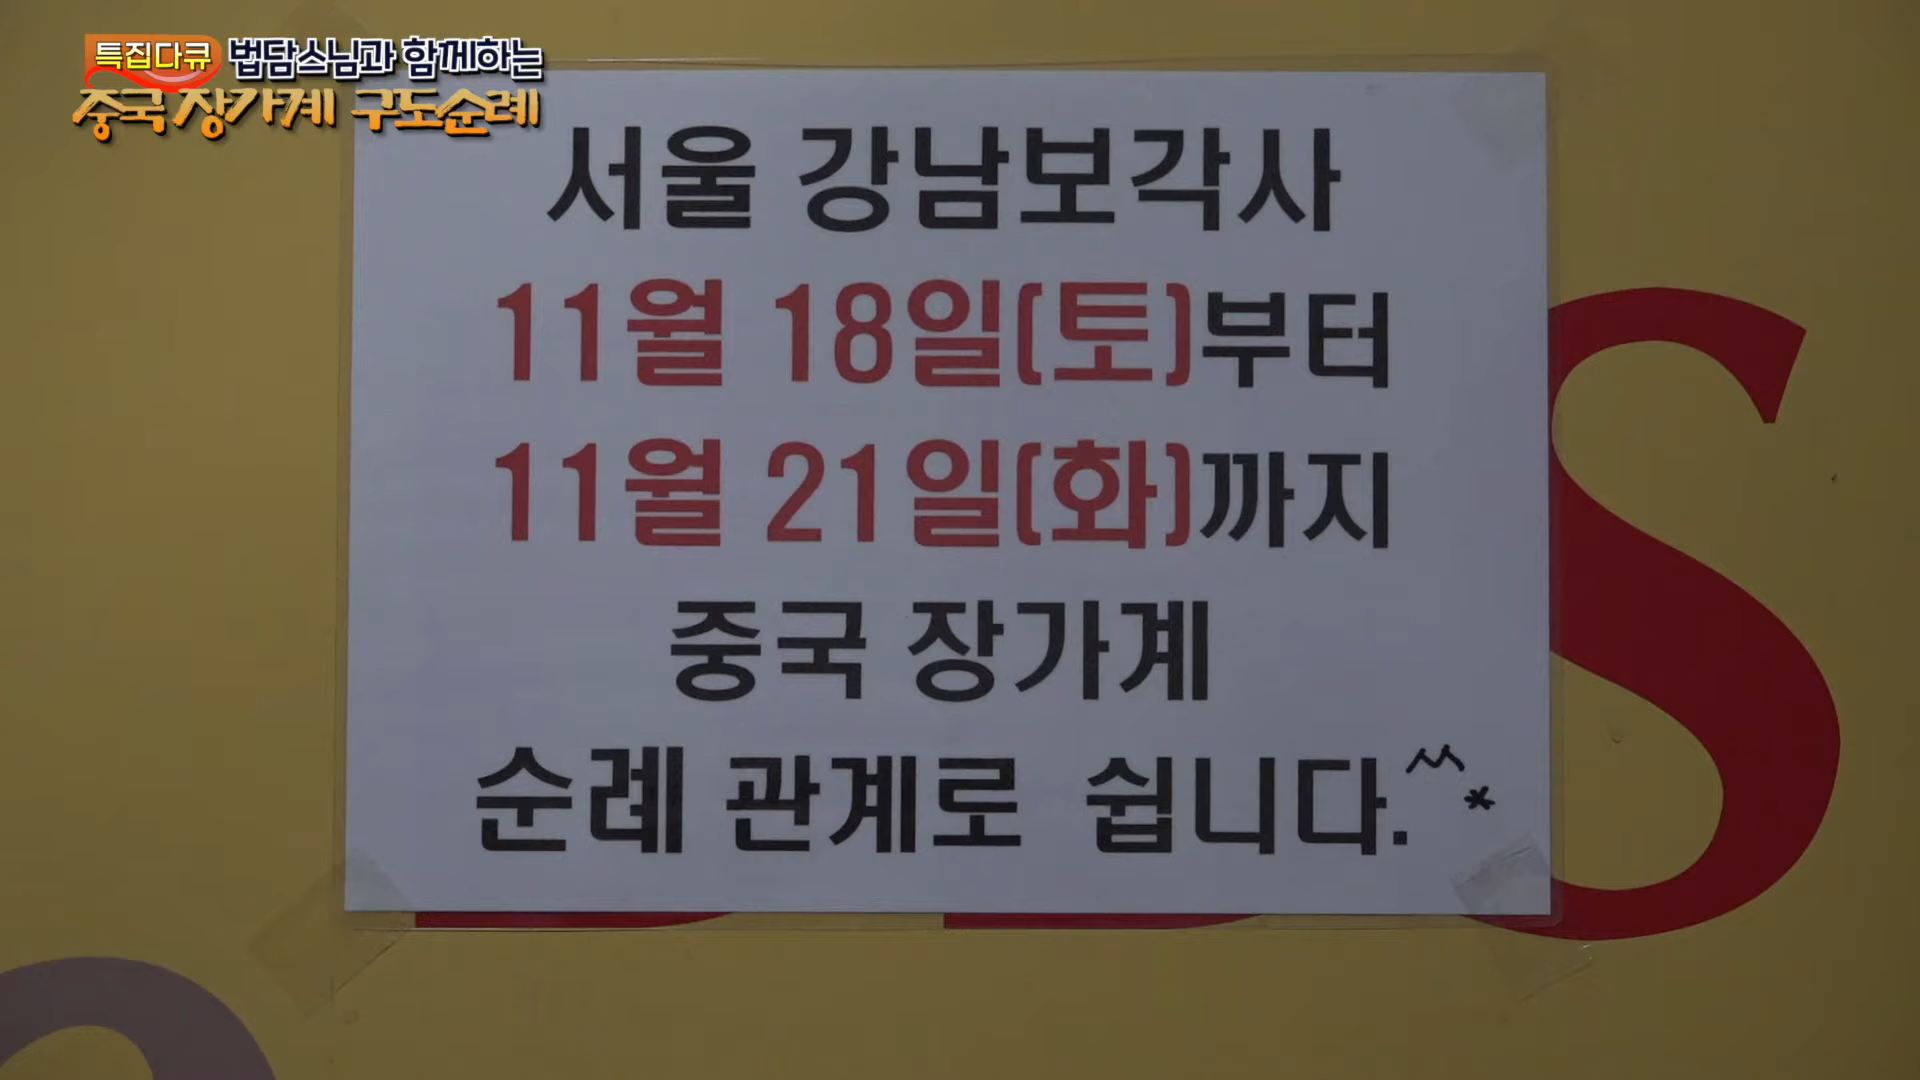 특집다큐 법담스님과 함께하는
중국 장가계 구도순례
서울 강남보각사
11월 18일(토)부터
11월 21일(화)까지
중국 장가계
순례 관계로 쉽니다.^^*
S